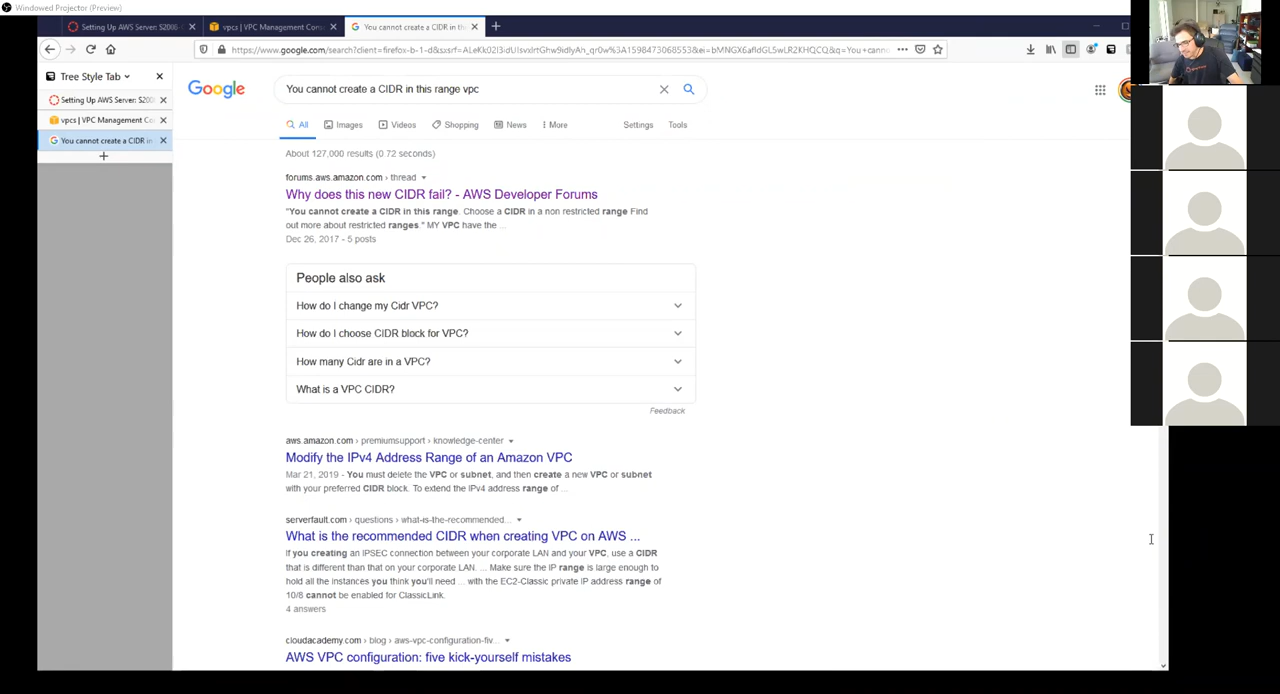 Windowed Projector (Preview)
Setting Up AWS Server: S2086-S
vpcs | VPC Management Con
You cannot create a CIDR in thi
Tree Style Tab
Setting Up AWS Server: S208
vpcs | VPC Management Co
You cannot create a CIDR in
Google
You cannot create a CIDR in this range vpc
All
Images
Videos
Shopping
News
More
Settings
Tools
About 127,000 results (0.72 seconds)
forums.aws.amazon.com › thread
Why does this new CIDR fail? - AWS Developer Forums
"You cannot create a CIDR in this range. Choose a CIDR in a non restricted range Find
out more about restricted ranges." MY VPC have the ...
Dec 26, 2017 - 5 posts
People also ask
How do I change my Cidr VPC?
How do I choose CIDR block for VPC?
How many Cidr are in a VPC?
What is a VPC CIDR?
Feedback
aws.amazon.com › premiumsupport › knowledge-center
Modify the IPv4 Address Range of an Amazon VPC
Mar 21, 2019 - You must delete the VPC or subnet, and then create a new VPC or subnet
with your preferred CIDR block. To extend the IPv4 address range of ...
serverfault.com › questions › what-is-the-recommended...
What is the recommended CIDR when creating VPC on AWS ...
If you creating an IPSEC connection between your corporate LAN and your VPC, use a CIDR
that is different than that on your corporate LAN. ... Make sure the IP range is large enough to
hold all the instances you think you'll need ... with the EC2-Classic private IP address range of
10/8 cannot be enabled for ClassicLink.
4 answers
cloudacademy.com › blog › aws-vpc-configuration-fiv...
AWS VPC configuration: five kick-yourself mistakes